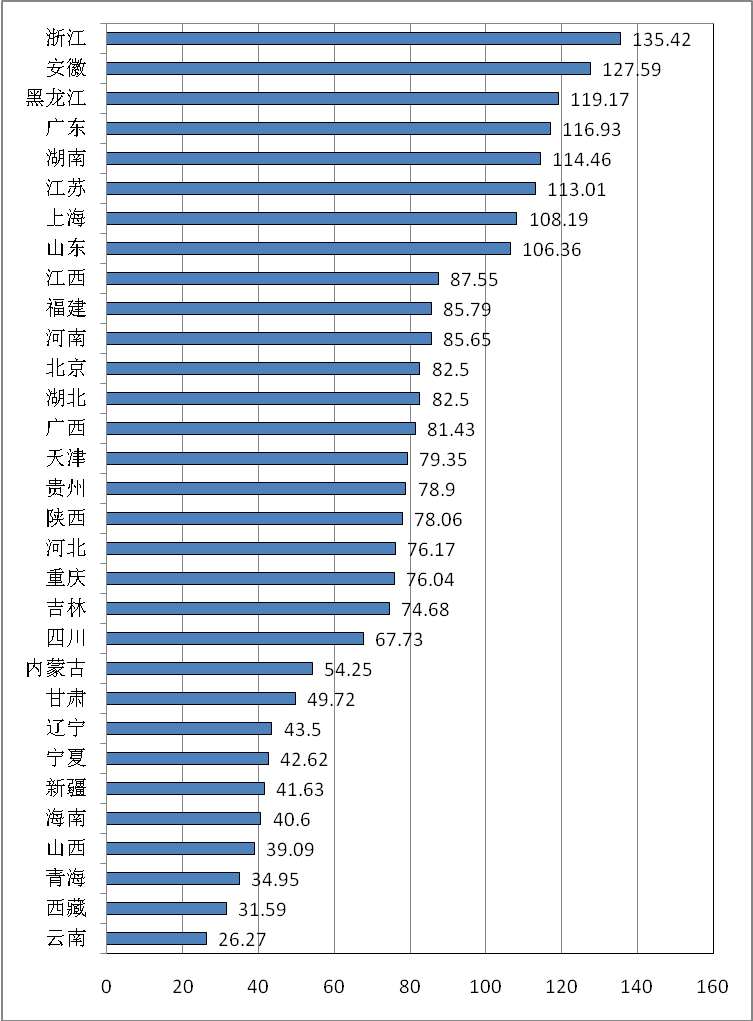 浙江 135.42
安徽 127.59
黑龙江 119.17
广东 116.93
湖南 114.46
江苏 113.01
上海 108.19
山东 106.36
江西 87.55
福建 85.79
河南 85.65
北京 82.5
湖北 82.5
广西 81.43
天津 79.35
贵州 78.9
陕西 78.06
河北 76.17
重庆 76.04
吉林 74.68
四川 67.73
内蒙古 54.25
甘肃 49.72
辽宁 43.5
宁夏 42.62
新疆 41.63
海南 40.6
山西 39.09
青海 34.95
西藏 31.59
云南 26.27
0 20 40 60 80 100 120 140 160